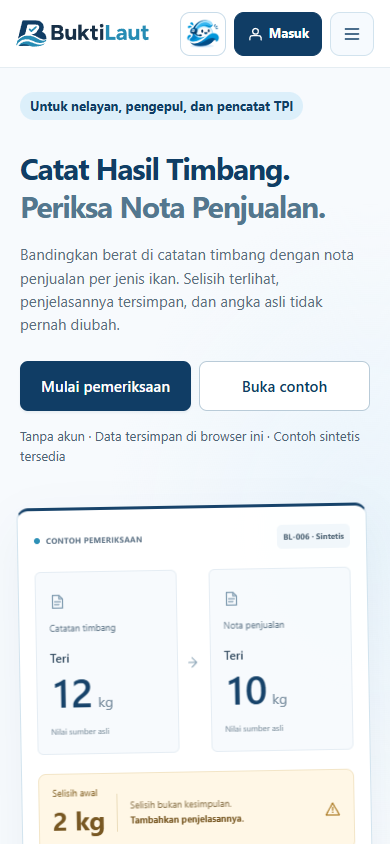 BuktiLaut
Masuk
Untuk nelayan, pengepul, dan pencatat TPI
Catat Hasil Timbang.
Periksa Nota Penjualan.
Bandingkan berat di catatan timbang dengan nota
penjualan per jenis ikan. Selisih terlihat,
penjelasannya tersimpan, dan angka asli tidak
pernah diubah.
Mulai pemeriksaan
Buka contoh
Tanpa akun · Data tersimpan di browser ini · Contoh sintetis
tersedia
CONTOH PEMERIKSAAN
BL-006 · Sintetis
Catatan timbang
Teri
12 kg
Nilai sumber asli
Nota penjualan
Teri
10 kg
Nilai sumber asli
Selisih awal
2 kg
Selisih bukan kesimpulan.
Tambahkan penjelasannya.